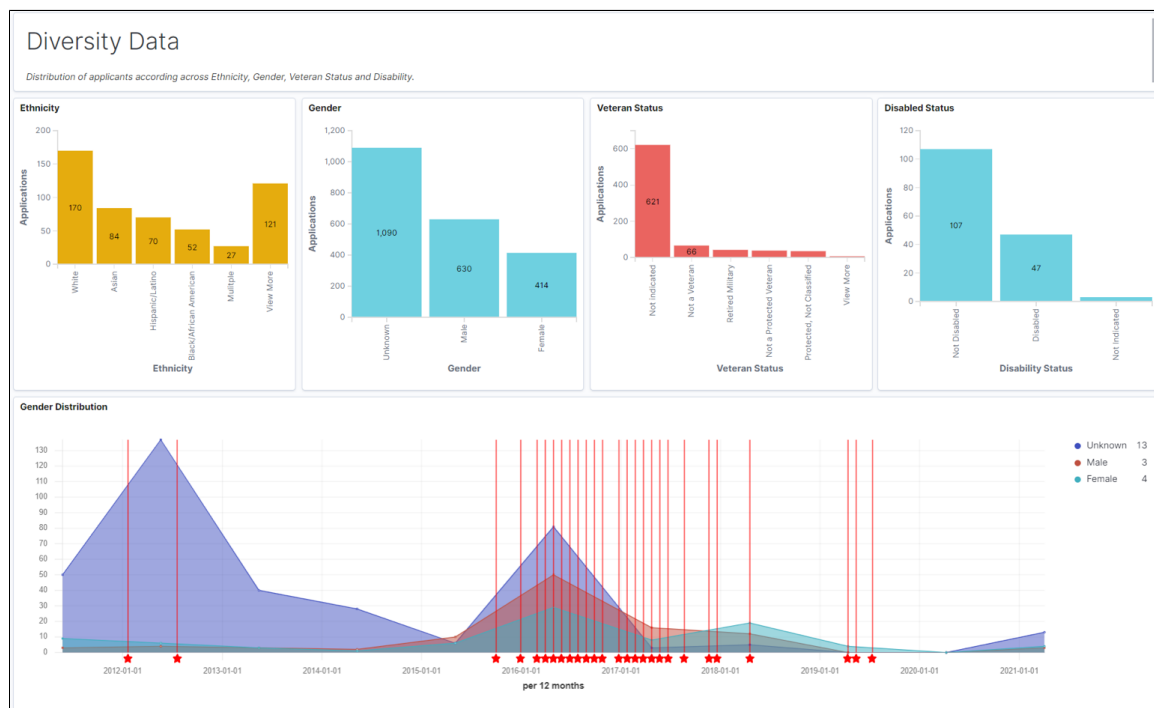 Diversity Data
Distribution of applicants according across Ethnicity, Gender, Veteran Status and Disability.
Ethnicity
200
150
100
50
0
Applications
170
84
70
52
27
121
White
Asian
Hispanic/Latino
Black/African American
Mulitple
View More
Ethnicity
Gender
1,200
1,000
800
600
400
200
0
Applications
1,090
630
414
Unknown
Male
Female
Gender
Veteran Status
600
400
200
0
Applications
621
66
Not indicated
Not a Veteran
Retired Military
Not a Protected Veteran
Protected, Not Classified
View More
Veteran Status
Disabled Status
120
100
80
60
40
20
0
Applications
107
47
Not Disabled
Disabled
Not Indicated
Disability Status
Gender Distribution
130
120
110
100
90
80
70
60
50
40
30
20
10
0
2012-01-01 2013-01-01 2014-01-01 2015-01-01 2016-01-01 2017-01-01 2018-01-01 2019-01-01 2020-01-01 2021-01-01
per 12 months
Unknown 13
Male 3
Female 4